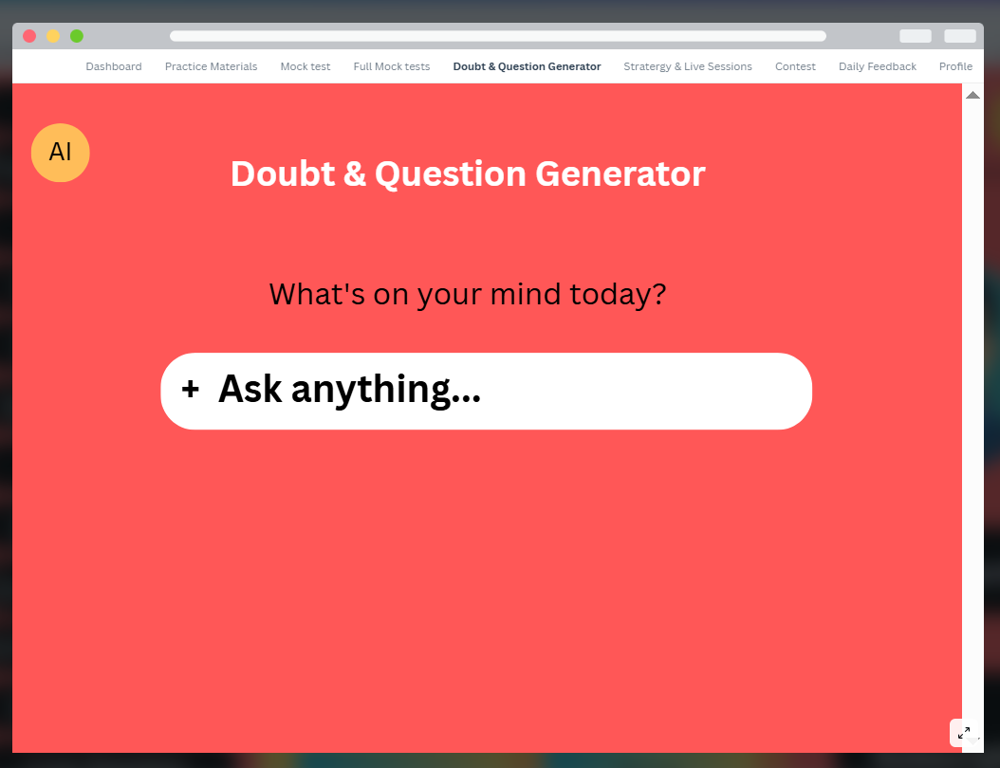 Dashboard Practice Materials Mock test Full Mock tests Doubt & Question Generator Stratergy & Live Sessions Contest Daily Feedback Profile
AI
Doubt & Question Generator
What's on your mind today?
+ Ask anything...